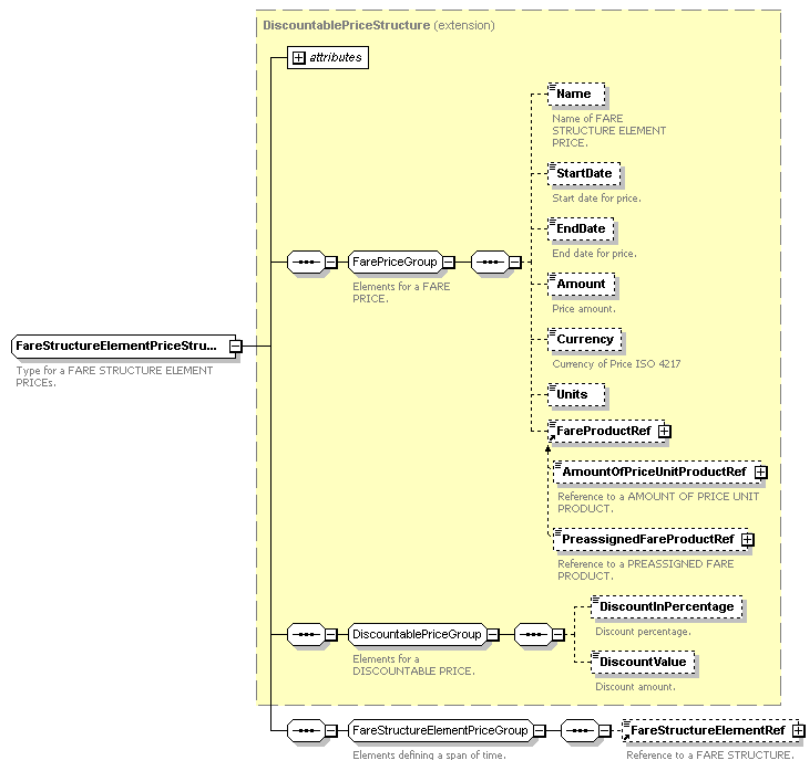 DiscountablePriceStructure (extension)
attributes
Name
Name of FARE
STRUCTURE ELEMENT
PRICE.
StartDate
Start date for price.
EndDate
End date for price.
FarePriceGroup
Elements for a FARE
PRICE.
Amount
Price amount.
Currency
Currency of Price ISO 4217
FareStructureElementPriceStru...
Type for a FARE STRUCTURE ELEMENT
PRICEs.
Units
FareProductRef
AmountOfPriceUnitProductRef
Reference to a AMOUNT OF PRICE UNIT
PRODUCT.
PreassignedFareProductRef
Reference to a PREASSIGNED FARE
PRODUCT.
DiscountablePriceGroup
Elements for a
DISCOUNTABLE PRICE.
DiscountInPercentage
Discount percentage.
DiscountValue
Discount amount.
FareStructureElementPriceGroup
Elements defining a span of time.
FareStructureElementRef
Reference to a FARE STRUCTURE.